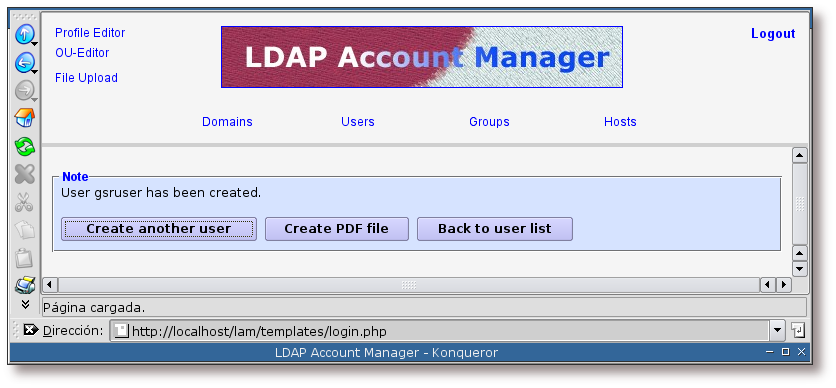 Profile Editor
OU-Editor
File Upload
LDAP Account Manager
Logout
Domains Users Groups Hosts
Note
User gsruser has been created.
Create another user Create PDF file Back to user list
Página cargada.
Dirección: http://localhost/lam/templates/login.php
LDAP Account Manager - Konqueror